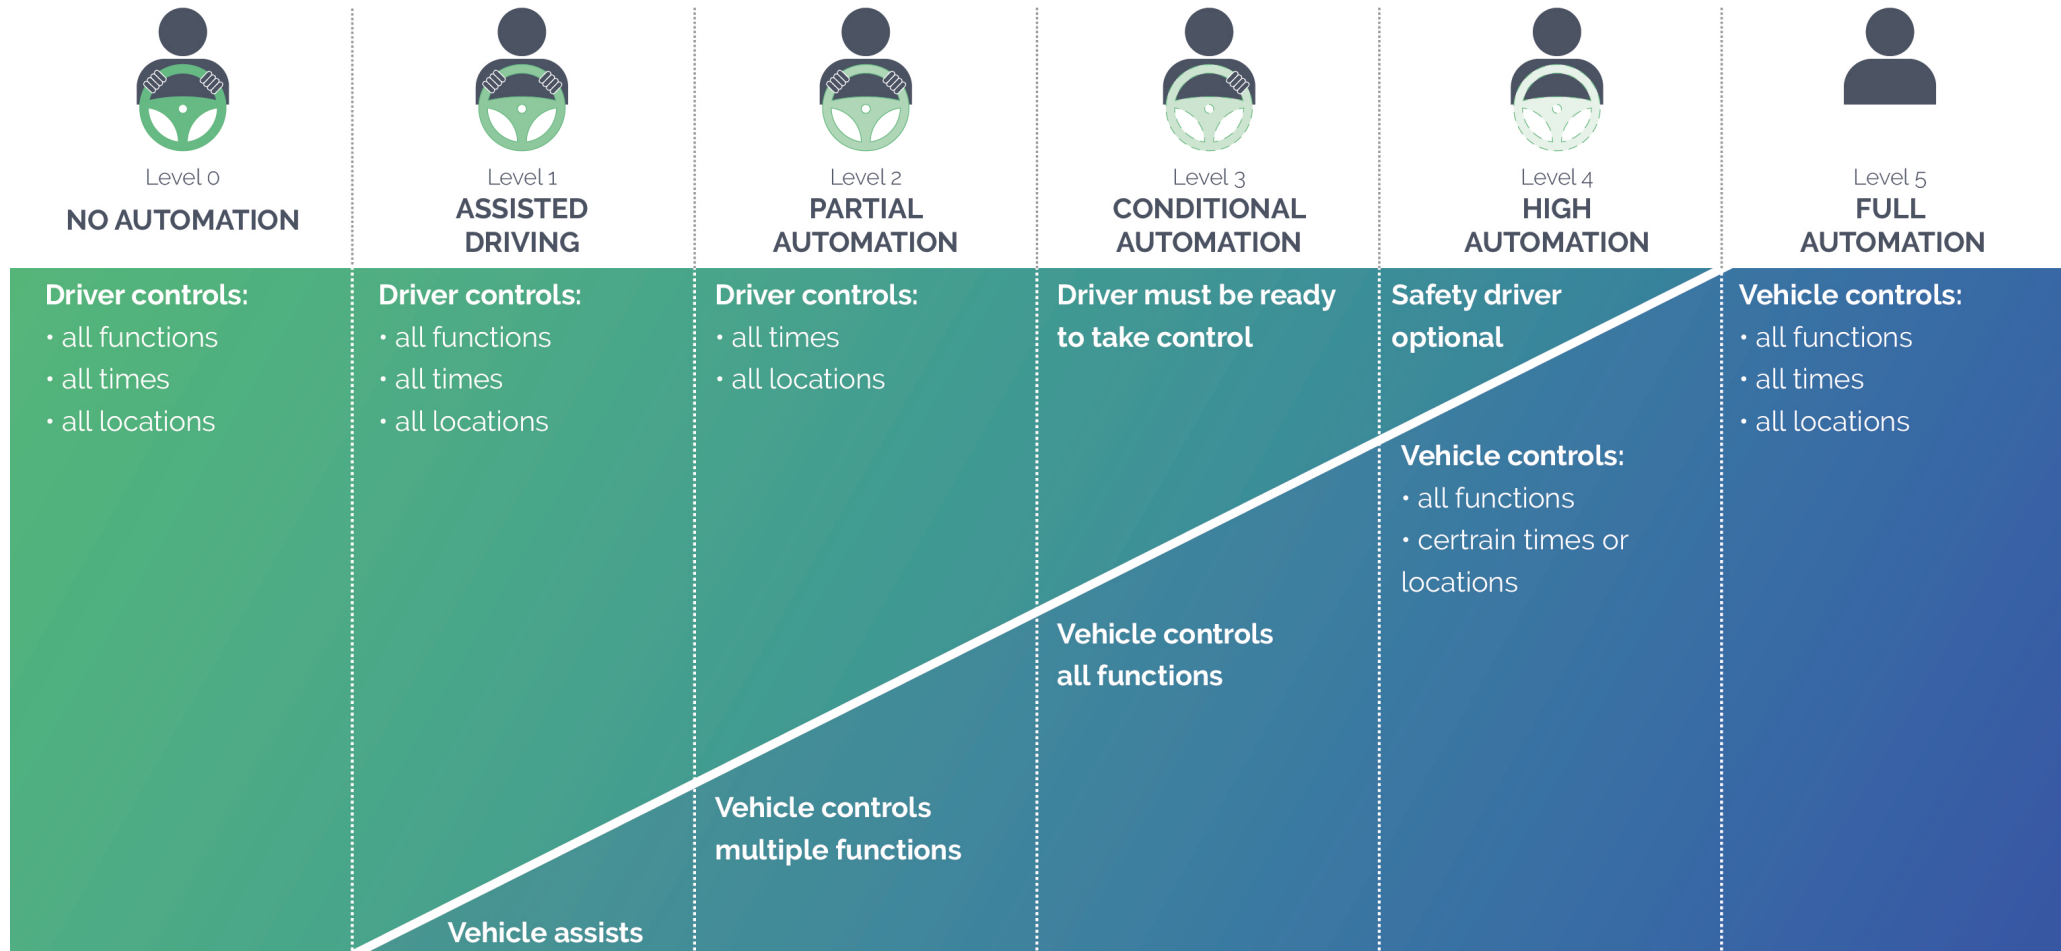 Level 0
NO AUTOMATION
Level 1
ASSISTED
DRIVING
Level 2
PARTIAL
AUTOMATION
Level 3
CONDITIONAL
AUTOMATION
Level 4
HIGH
AUTOMATION
Level 5
FULL
AUTOMATION
Driver controls:
• all functions
• all times
• all locations
Driver controls:
• all functions
• all times
• all locations
Vehicle assists
Driver controls:
• all times
• all locations
Vehicle controls
multiple functions
Driver must be ready
to take control
Vehicle controls
all functions
Safety driver
optional
Vehicle controls:
• all functions
• certrain times or
locations
Vehicle controls:
• all functions
• all times
• all locations